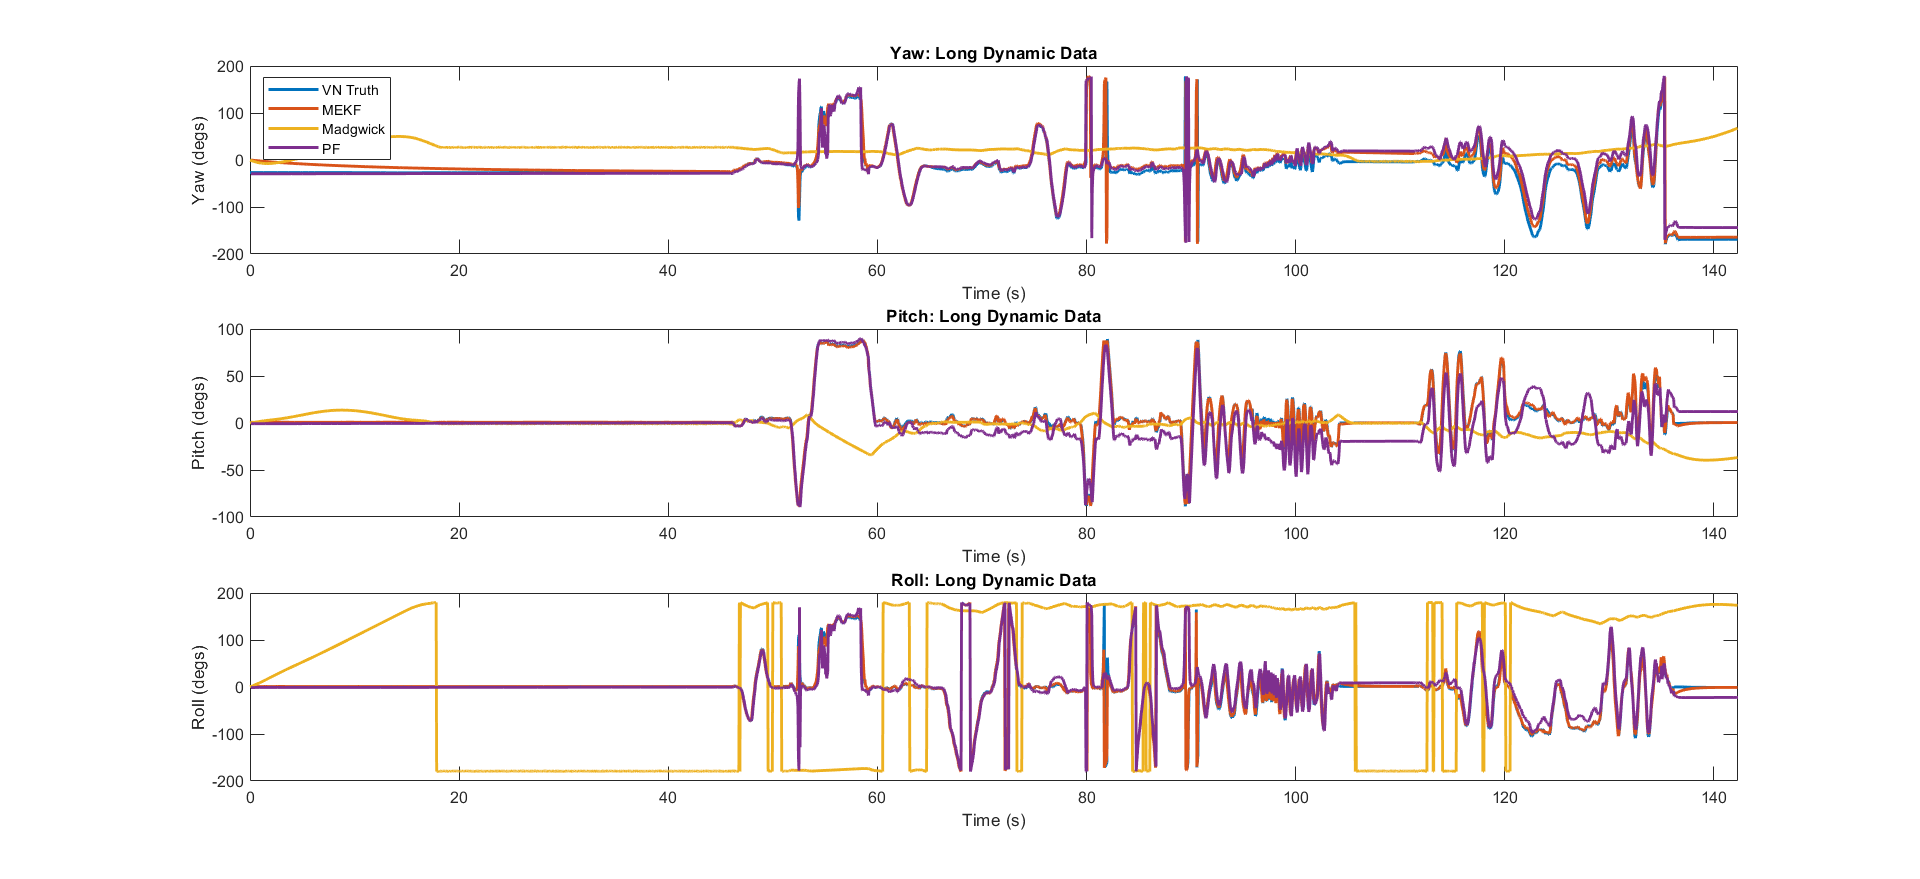 Yaw: Long Dynamic Data
200
100
0
-100
-200
Yaw (degs)
VN Truth
MEKF
Madgwick
PF
0 20 40 60 80 100 120 140
Time (s)
Pitch: Long Dynamic Data
100
50
0
-50
-100
Pitch (degs)
0 20 40 60 80 100 120 140
Time (s)
Roll: Long Dynamic Data
200
100
0
-100
-200
Roll (degs)
0 20 40 60 80 100 120 140
Time (s)